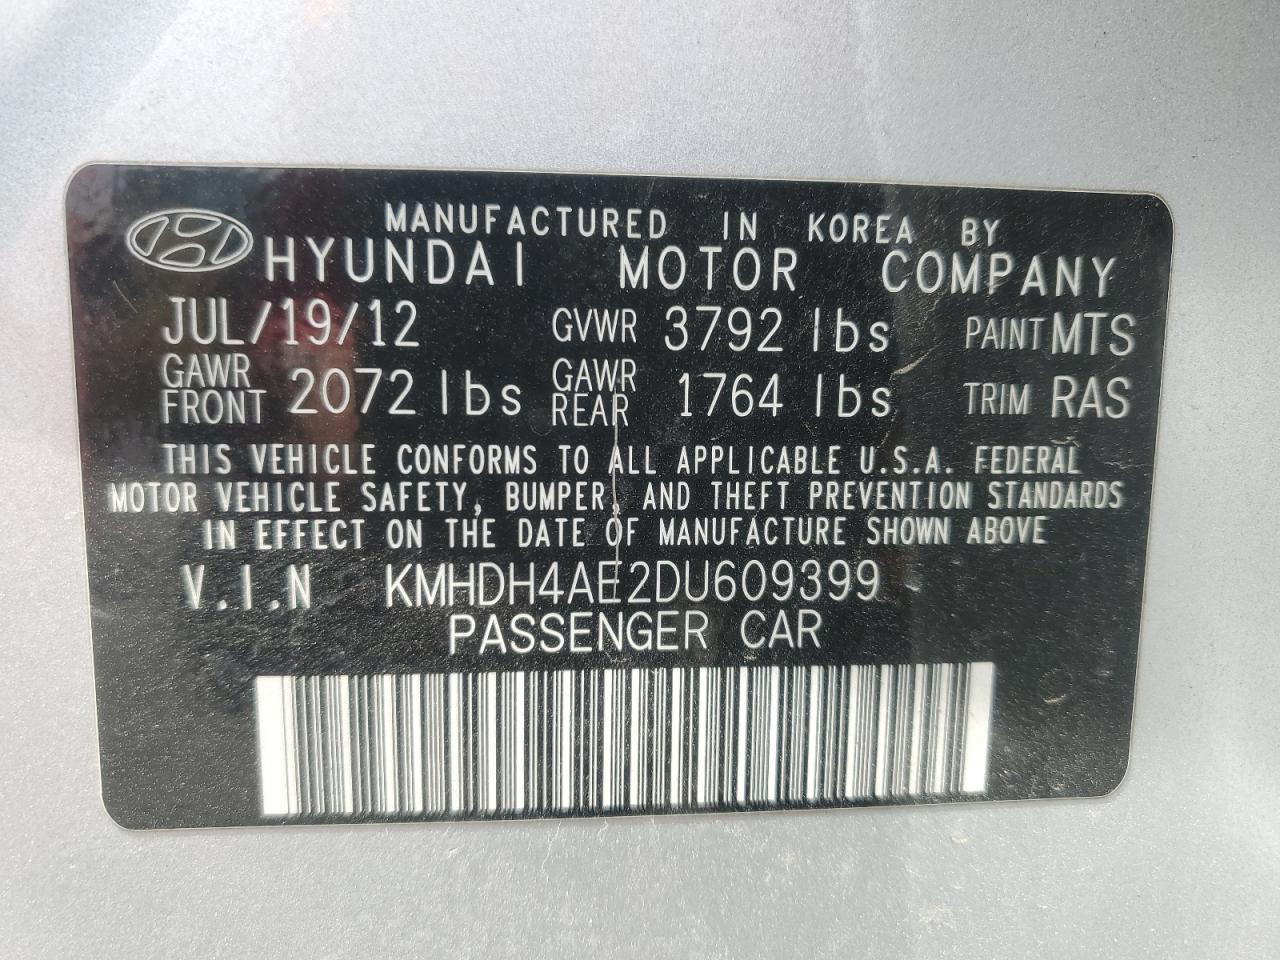 MANUFACTURED IN KOREA BY
HYUNDAI MOTOR COMPANY
JUL/19/12 GVWR 3792 lbs PAINT MTS
GAWR FRONT 2072 lbs GAWR REAR 1764 lbs TRIM RAS
THIS VEHICLE CONFORMS TO ALL APPLICABLE U.S.A. FEDERAL
MOTOR VEHICLE SAFETY, BUMPER, AND THEFT PREVENTION STANDARDS
IN EFFECT ON THE DATE OF MANUFACTURE SHOWN ABOVE
V.I.N KMHDH4AE2DU609399
PASSENGER CAR